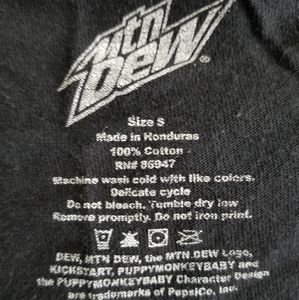 mtn
DEW®
Size S
Made in Honduras
100% Cotton
RN# 86947
Machine wash cold with like colors.
Delicate cycle
Do not bleach. Tumble dry low
Remove promptly. Do not iron print.
DEW, MTN DEW, the MTN DEW Logo,
KICKSTART, PUPPYMONKEYBABY and
the PUPPYMONKEYBABY Character Design
are trademarks of PepsiCo, Inc.